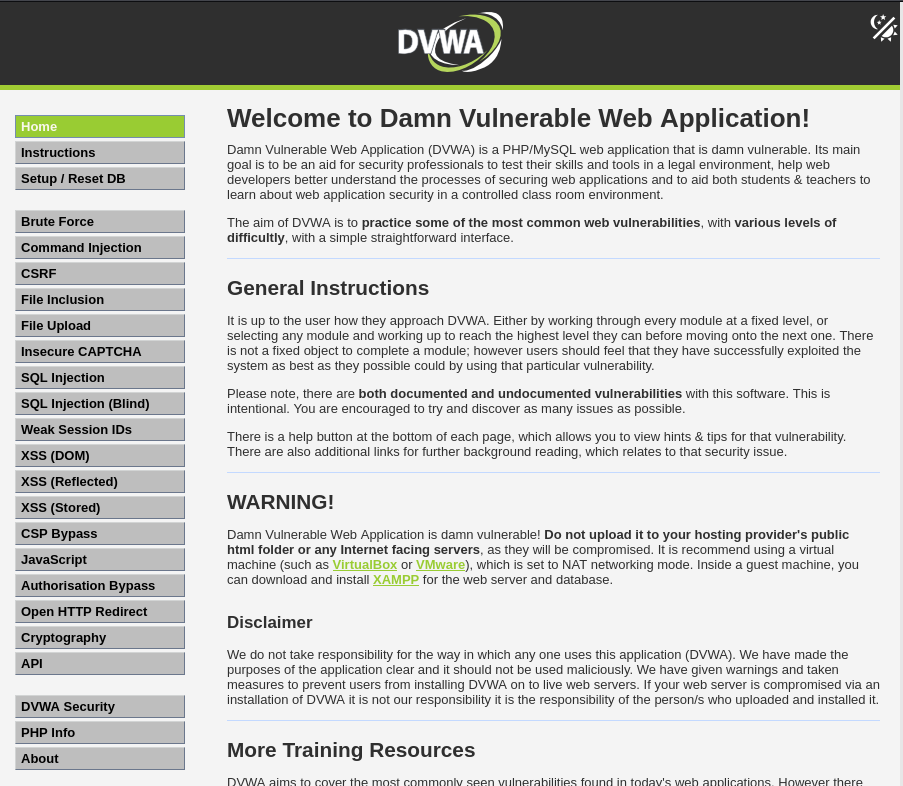 DVWA
Home
Instructions
Setup / Reset DB
Brute Force
Command Injection
CSRF
File Inclusion
File Upload
Insecure CAPTCHA
SQL Injection
SQL Injection (Blind)
Weak Session IDs
XSS (DOM)
XSS (Reflected)
XSS (Stored)
CSP Bypass
JavaScript
Authorisation Bypass
Open HTTP Redirect
Cryptography
API
DVWA Security
PHP Info
About
Welcome to Damn Vulnerable Web Application!
Damn Vulnerable Web Application (DVWA) is a PHP/MySQL web application that is damn vulnerable. Its main
goal is to be an aid for security professionals to test their skills and tools in a legal environment, help web
developers better understand the processes of securing web applications and to aid both students & teachers to
learn about web application security in a controlled class room environment.
The aim of DVWA is to practice some of the most common web vulnerabilities, with various levels of
difficultly, with a simple straightforward interface.
General Instructions
It is up to the user how they approach DVWA. Either by working through every module at a fixed level, or
selecting any module and working up to reach the highest level they can before moving onto the next one. There
is not a fixed object to complete a module; however users should feel that they have successfully exploited the
system as best as they possible could by using that particular vulnerability.
Please note, there are both documented and undocumented vulnerabilities with this software. This is
intentional. You are encouraged to try and discover as many issues as possible.
There is a help button at the bottom of each page, which allows you to view hints & tips for that vulnerability.
There are also additional links for further background reading, which relates to that security issue.
WARNING!
Damn Vulnerable Web Application is damn vulnerable! Do not upload it to your hosting provider's public
html folder or any Internet facing servers, as they will be compromised. It is recommend using a virtual
machine (such as VirtualBox or VMware), which is set to NAT networking mode. Inside a guest machine, you
can download and install XAMPP for the web server and database.
Disclaimer
We do not take responsibility for the way in which any one uses this application (DVWA). We have made the
purposes of the application clear and it should not be used maliciously. We have given warnings and taken
measures to prevent users from installing DVWA on to live web servers. If your web server is compromised via an
installation of DVWA it is not our responsibility it is the responsibility of the person/s who uploaded and installed it.
More Training Resources
DVWA aims to cover the most commonly seen vulnerabilities found in today's web applications. However there